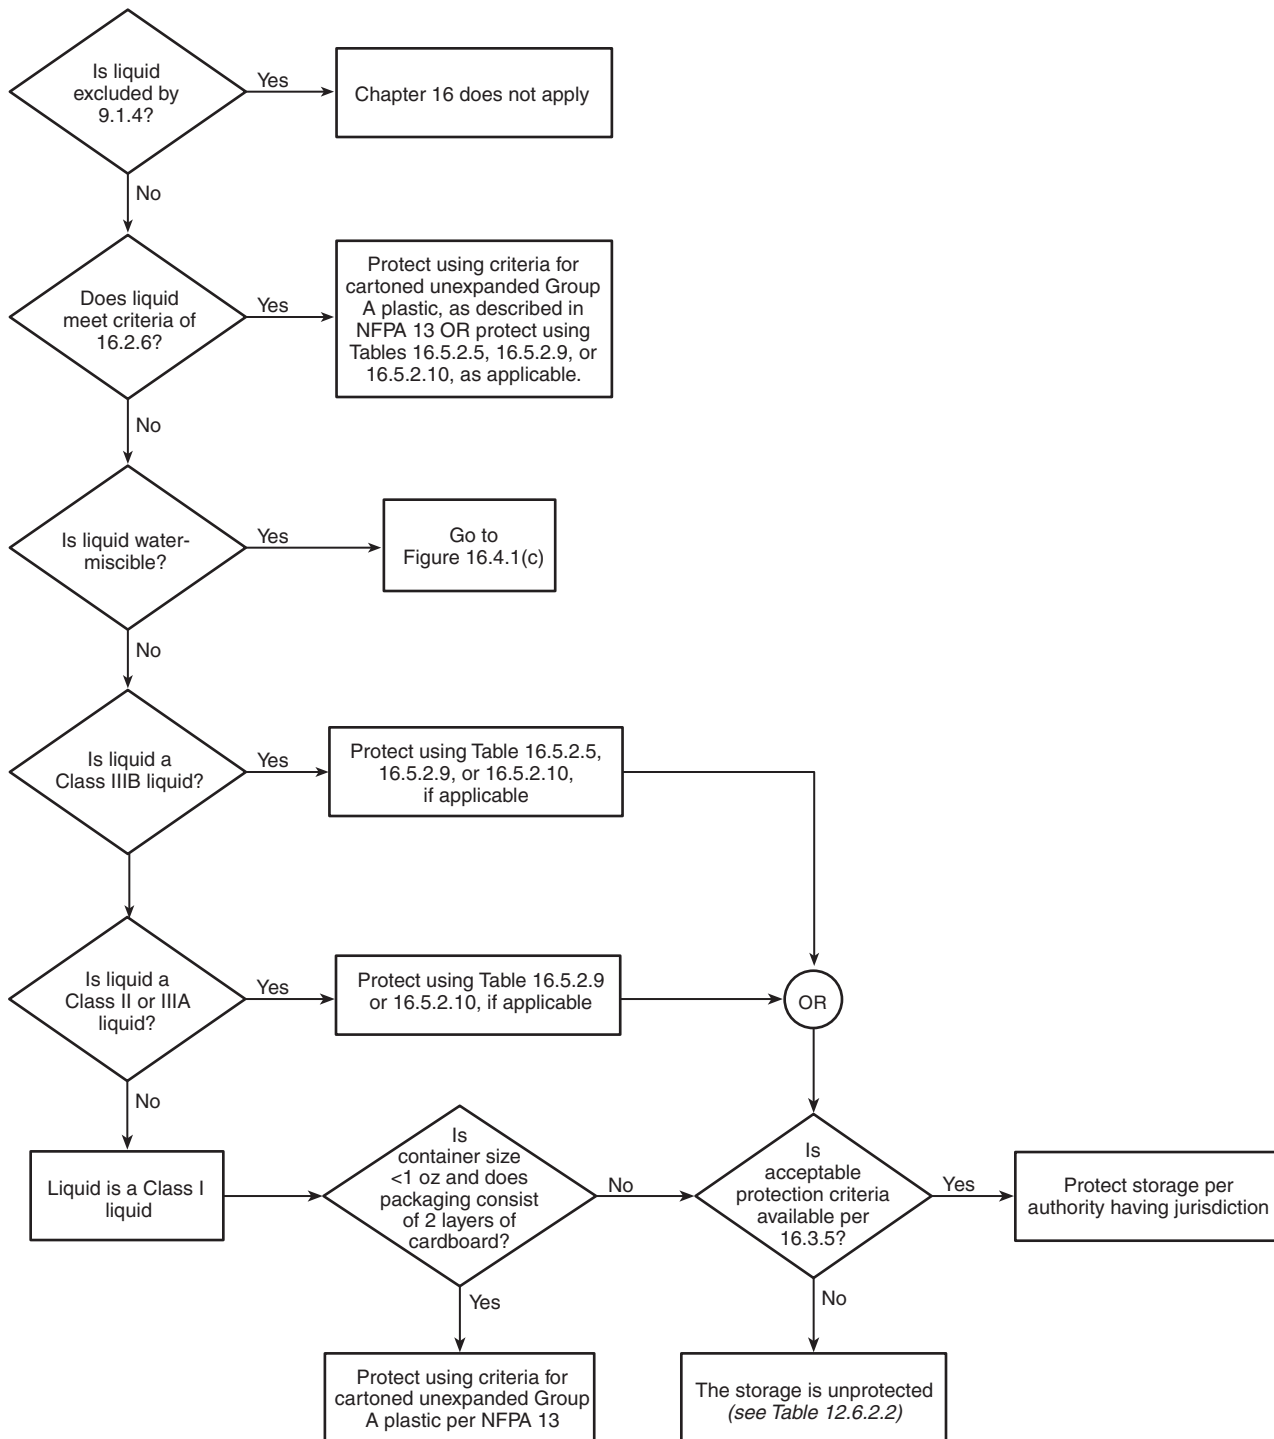 Is liquid
excluded by
9.1.4?
Yes
Chapter 16 does not apply
No
Does liquid
meet criteria of
16.2.6?
Yes
Protect using criteria for
cartoned unexpanded Group
A plastic, as described in
NFPA 13 OR protect using
Tables 16.5.2.5, 16.5.2.9, or
16.5.2.10, as applicable.
No
Is liquid water-
miscible?
Yes
Go to
Figure 16.4.1(c)
No
Is liquid a
Class IIIB liquid?
Yes
Protect using Table 16.5.2.5,
16.5.2.9, or 16.5.2.10,
if applicable
Is liquid a
Class II or IIIA
liquid?
Yes
Protect using Table 16.5.2.9
or 16.5.2.10, if applicable
OR
No
Liquid is a Class I
liquid
Is
container size
<1 oz and does
packaging consist
of 2 layers of
cardboard?
No
Is
acceptable
protection criteria
available per
16.3.5?
Yes
Protect storage per
authority having jurisdiction
Yes
Protect using criteria for
cartoned unexpanded Group
A plastic per NFPA 13
No
The storage is unprotected
(see Table 12.6.2.2)